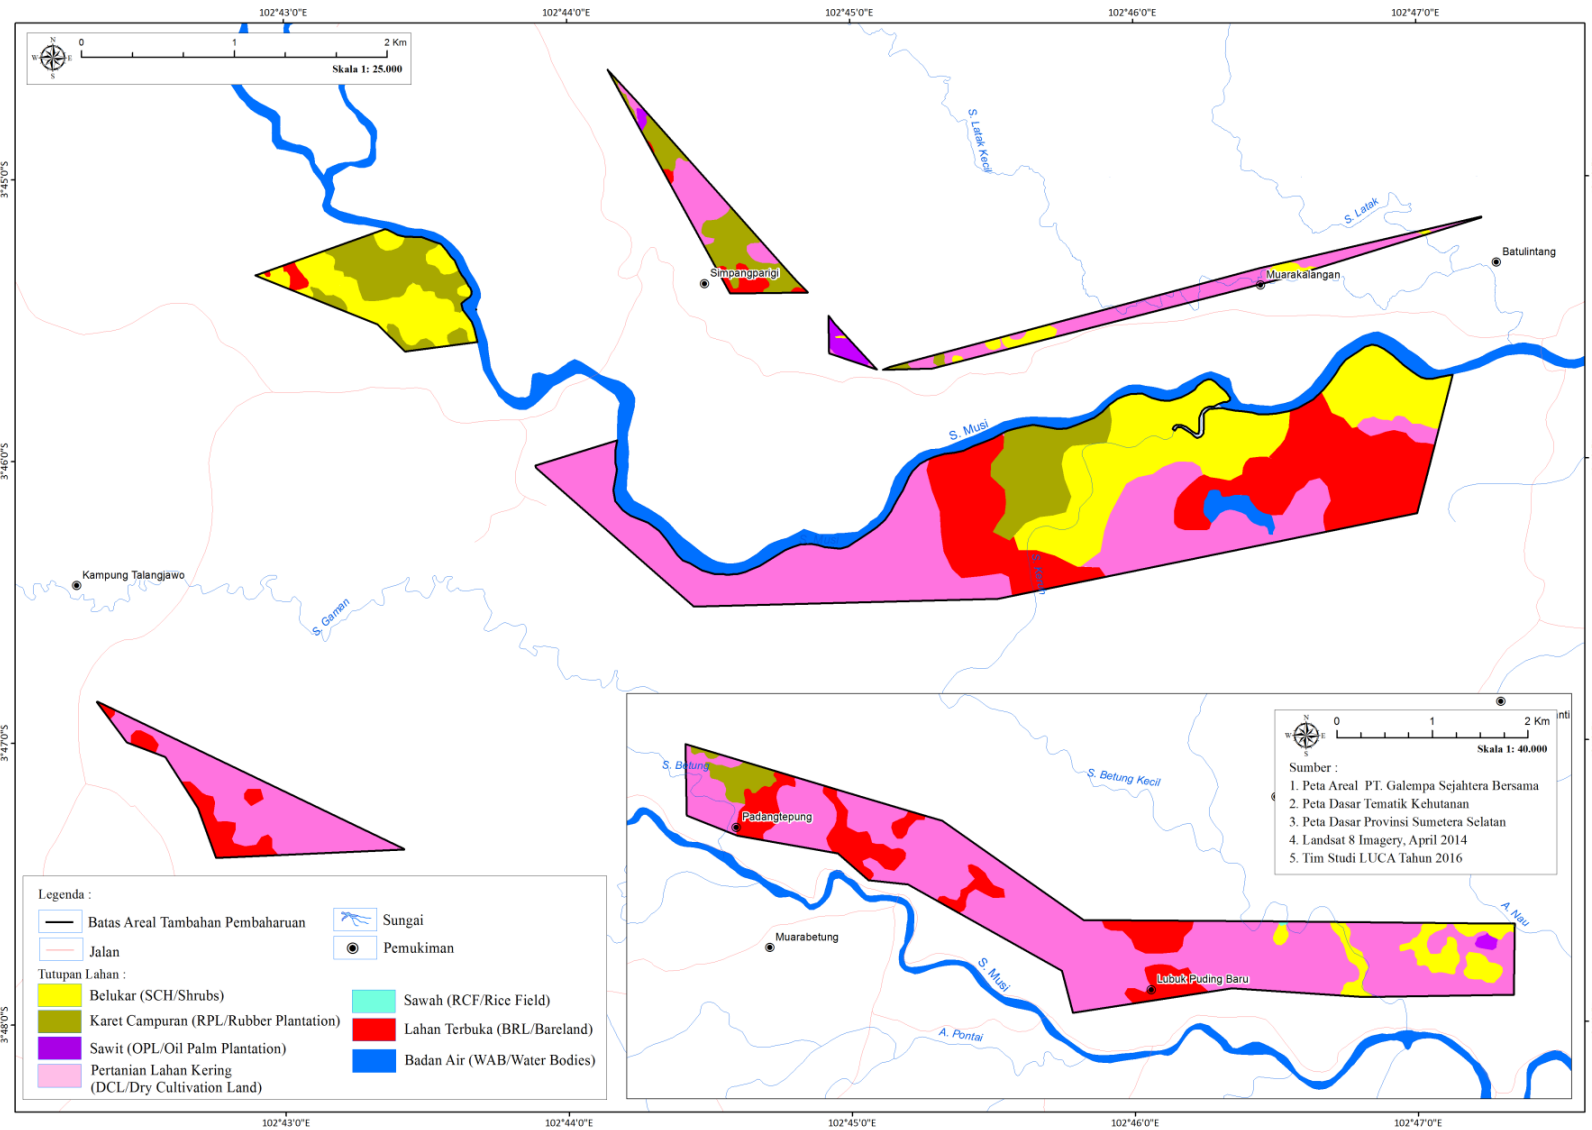 102°43'0"E 102°44'0"E 102°45'0"E 102°46'0"E 102°47'0"E
N
W E
S
0 1 2 Km
Skala 1: 25.000
3°45'0"S
3°46'0"S
3°47'0"S
3°48'0"S
S. Latak Kecil
S. Latak
Batulintang
Simpangparigi
Muarakalangan
S. Musi
S. Musi
Kampung Talangjawo
S. Gaman
N
W E
S
0 1 2 Km
Skala 1: 40.000
Sumber :
1. Peta Areal PT. Galempa Sejahtera Bersama
2. Peta Dasar Tematik Kehutanan
3. Peta Dasar Provinsi Sumetera Selatan
4. Landsat 8 Imagery, April 2014
5. Tim Studi LUCA Tahun 2016
S. Betung
S. Betung Kecil
Padangtepung
A. Nau
Muarabetung
S. Musi
Lubuk Puding Baru
A. Pontai
Legenda :
Batas Areal Tambahan Pembaharuan
Sungai
Jalan
Pemukiman
Tutupan Lahan :
Belukar (SCH/Shrubs)
Karet Campuran (RPL/Rubber Plantation)
Sawit (OPL/Oil Palm Plantation)
Pertanian Lahan Kering
(DCL/Dry Cultivation Land)
Sawah (RCF/Rice Field)
Lahan Terbuka (BRL/Bareland)
Badan Air (WAB/Water Bodies)
102°43'0"E 102°44'0"E 102°45'0"E 102°46'0"E 102°47'0"E